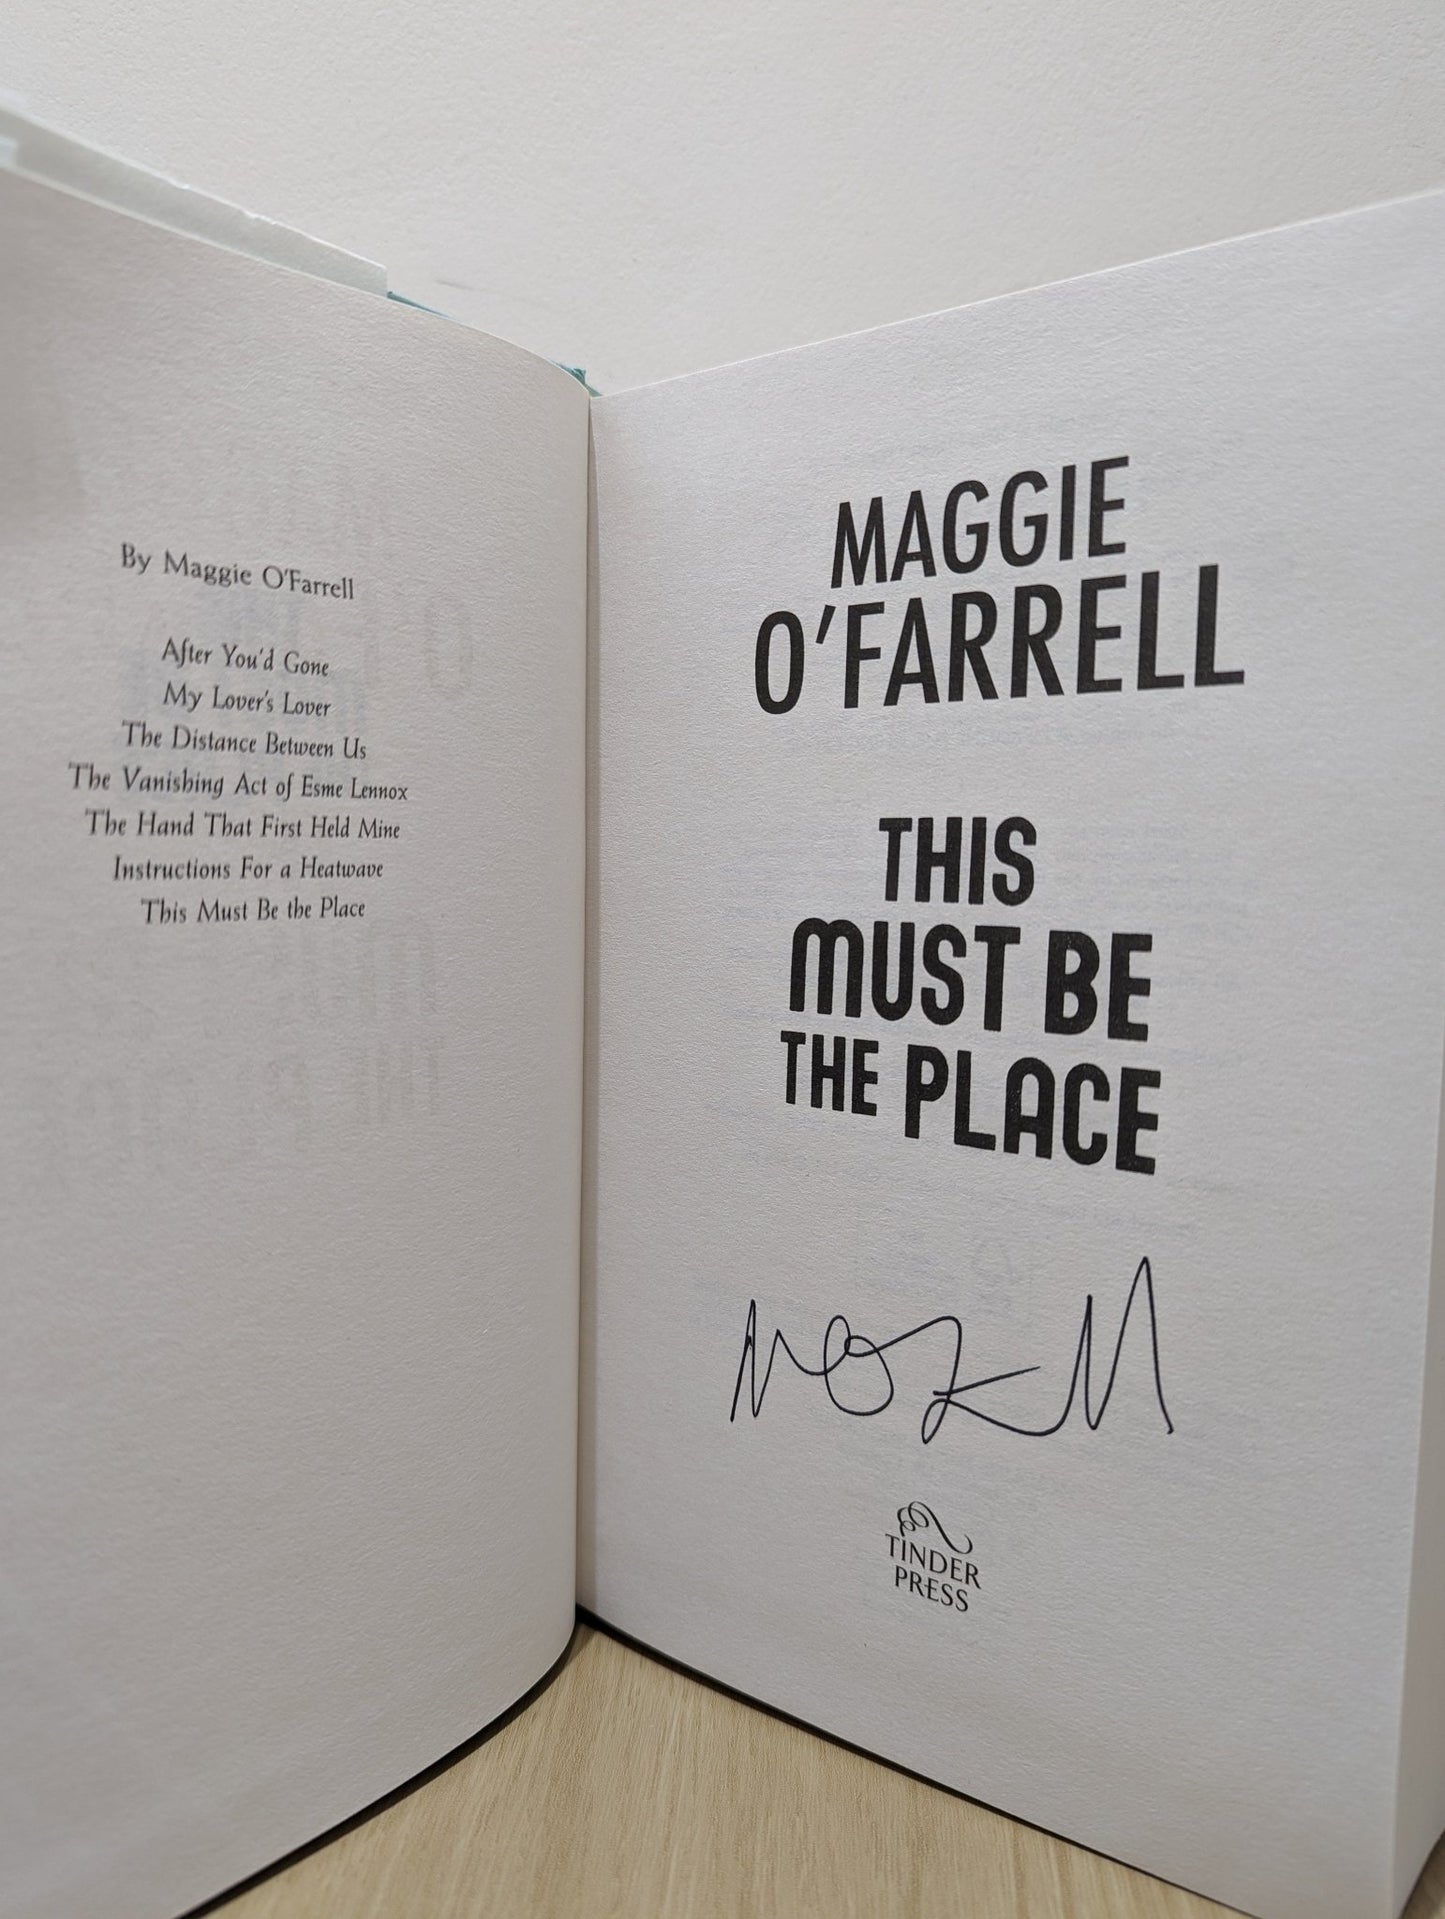 By Maggie O'Farrell
After You'd Gone
My Lover's Lover
The Distance Between Us
The Vanishing Act of Esme Lennox
The Hand That First Held Mine
Instructions For a Heatwave
This Must Be the Place
MAGGIE
O'FARRELL
THIS
MUST BE
THE PLACE
TINDER
PRESS